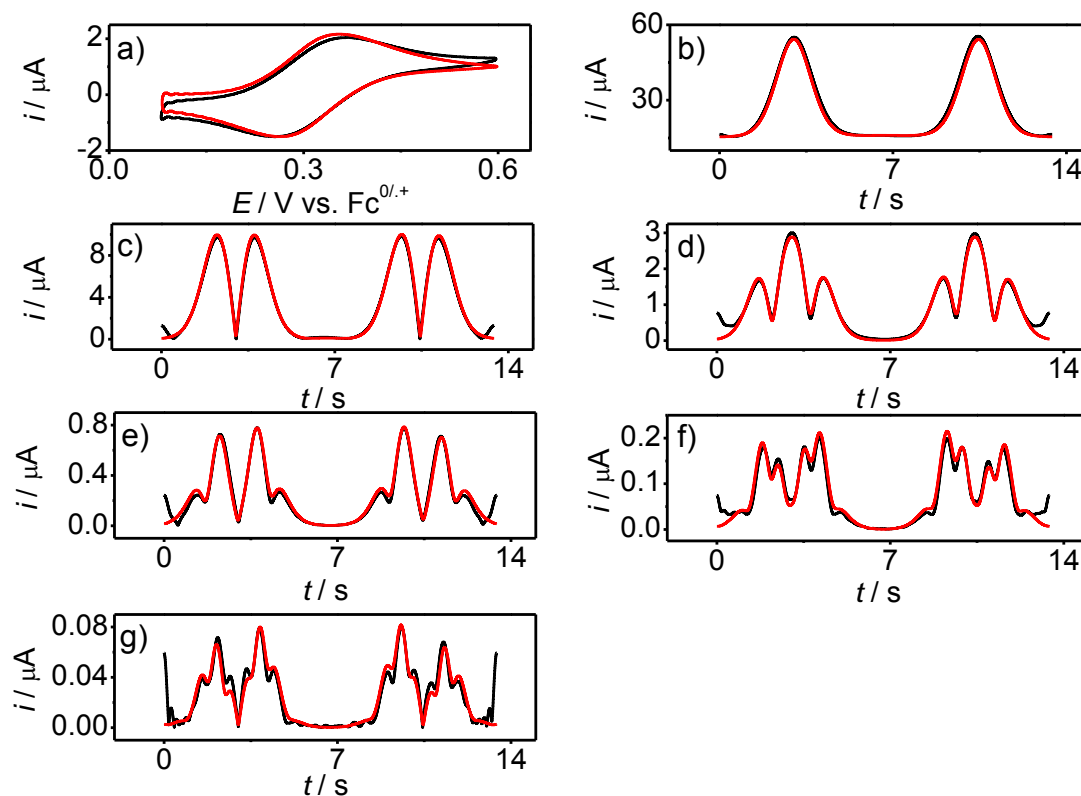 a)
i / μA
2
0
-2
0.0
0.3
0.6
E / V vs. Fc0/.+
b)
i / μA
60
30
0
7
14
t / s
c)
i / μA
8
4
0
0
7
14
t / s
d)
i / μA
3
2
1
0
0
7
14
t / s
e)
i / μA
0.8
0.4
0.0
0
7
14
t / s
f)
i / μA
0.2
0.1
0.0
0
7
14
t / s
g)
i / μA
0.08
0.04
0.00
0
7
14
t / s